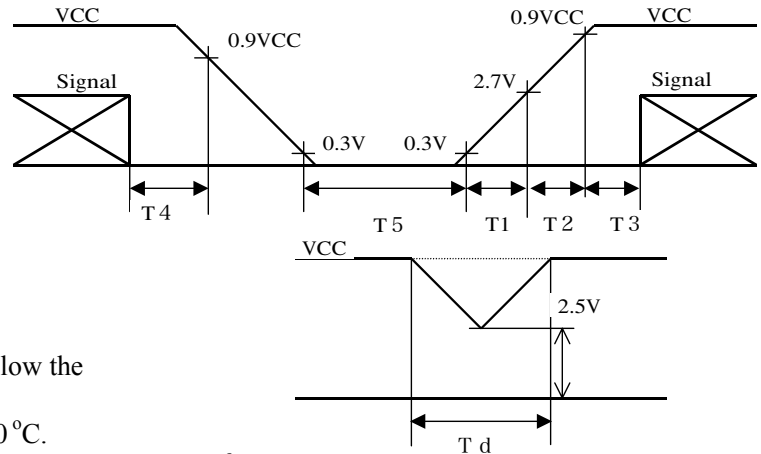 VCC
0.9VCC
VCC
0.9VCC
Signal
2.7V
Signal
0.3V
0.3V
T4
T5
T1
T2
T3
VCC
2.5V
low the
0 °C.
Td